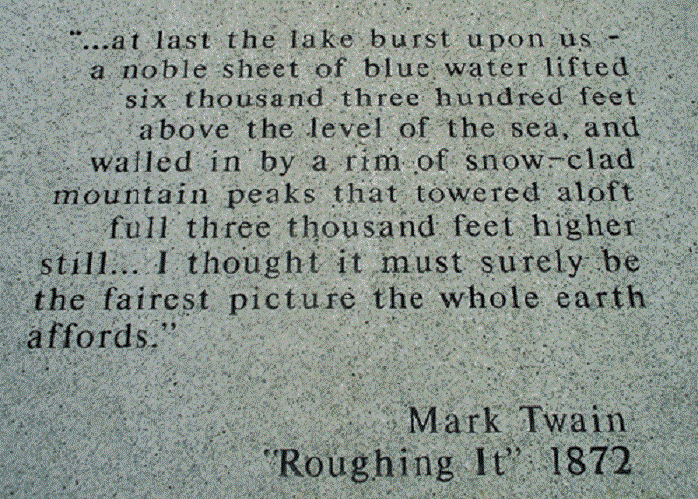 "...at last the lake burst upon us -
a noble sheet of blue water lifted
six thousand three hundred feet
above the level of the sea, and
walled in by a rim of snow-clad
mountain peaks that towered aloft
full three thousand feet higher
still... I thought it must surely be
the fairest picture the whole earth
affords."
Mark Twain
"Roughing It" 1872